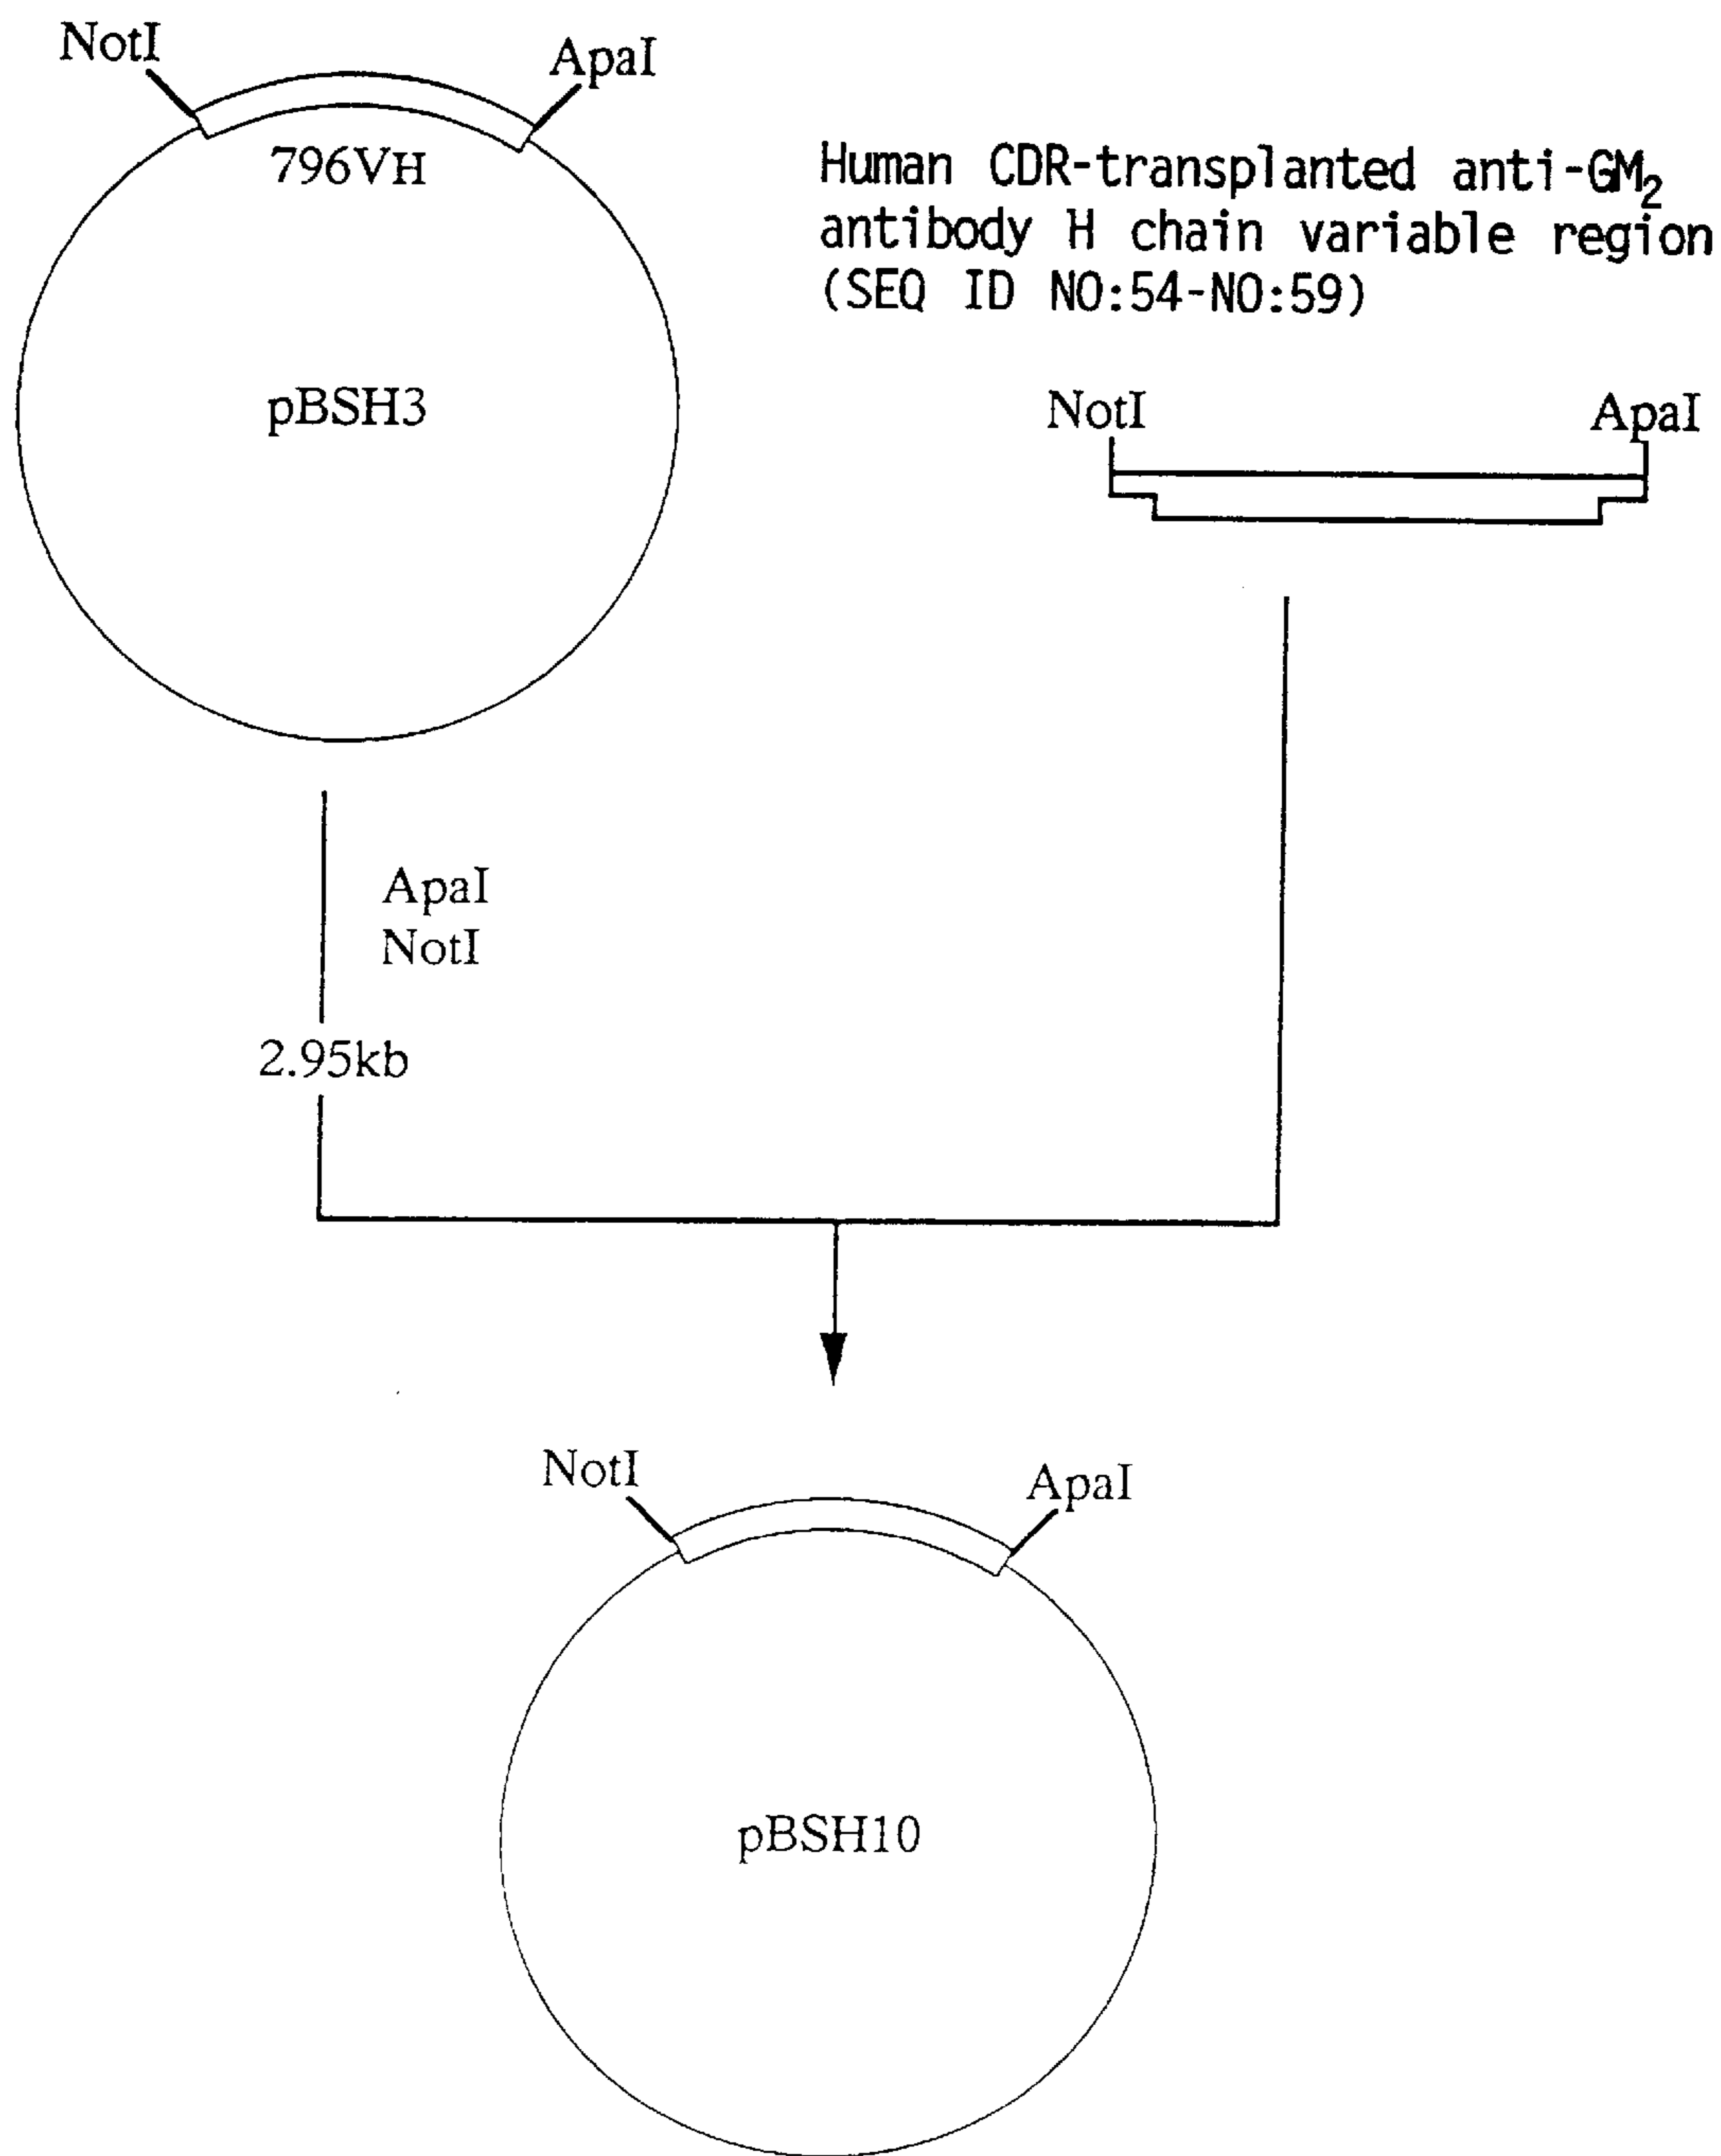 NotI
ApaI
796VH
pBSH3
Human CDR-transplanted anti-GM2
antibody H chain variable region
(SEQ ID NO:54-NO:59)
NotI
ApaI
ApaI
NotI
2.95kb
NotI
ApaI
pBSH10